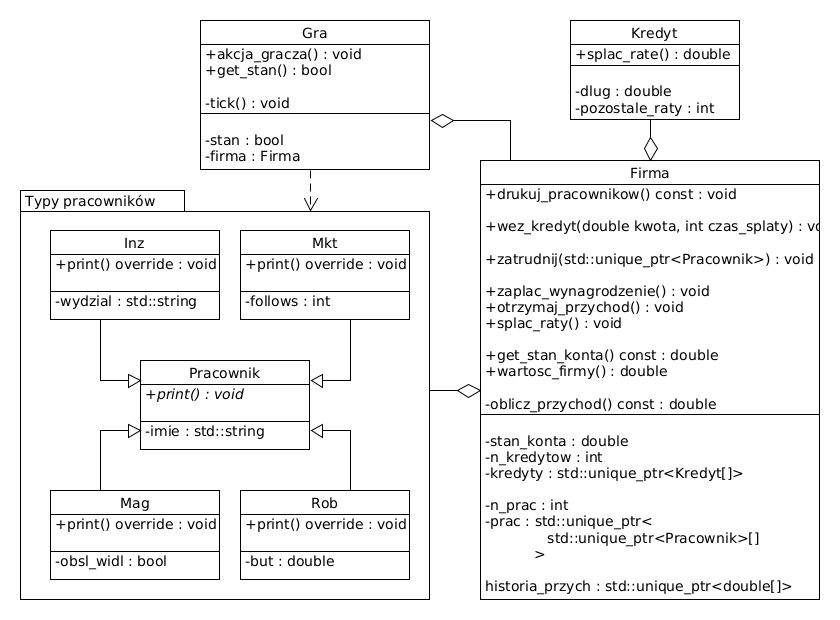 Gra
+akcja_gracza() : void
+get_stan() : bool
-tick() : void
-stan : bool
-firma : Firma
Kredyt
+splac_rate() : double
-dlug : double
-pozostale_raty : int
Firma
+drukuj_pracownikow() const : void
+wez_kredyt(double kwota, int czas_splaty) : vo
+zatrudnij(std::unique_ptr<Pracownik>) : void
+zaplac_wynagrodzenie() : void
+otrzymaj_przychod() : void
+splac_raty() : void
+get_stan_konta() const : double
+wartosc_firmy() : double
-oblicz_przychod() const : double
-stan_konta : double
-n_kredytow : int
-kredyty : std::unique_ptr<Kredyt[]>
-n_prac : int
-prac : std::unique_ptr<
std::unique_ptr<Pracownik>[]
>
historia_przych : std::unique_ptr<double[]>
Typy pracowników
Inz
+print() override : void
-wydzial : std::string
Mkt
+print() override : void
-follows : int
Pracownik
+print() : void
-imie : std::string
Mag
+print() override : void
-obsl_widl : bool
Rob
+print() override : void
-but : double